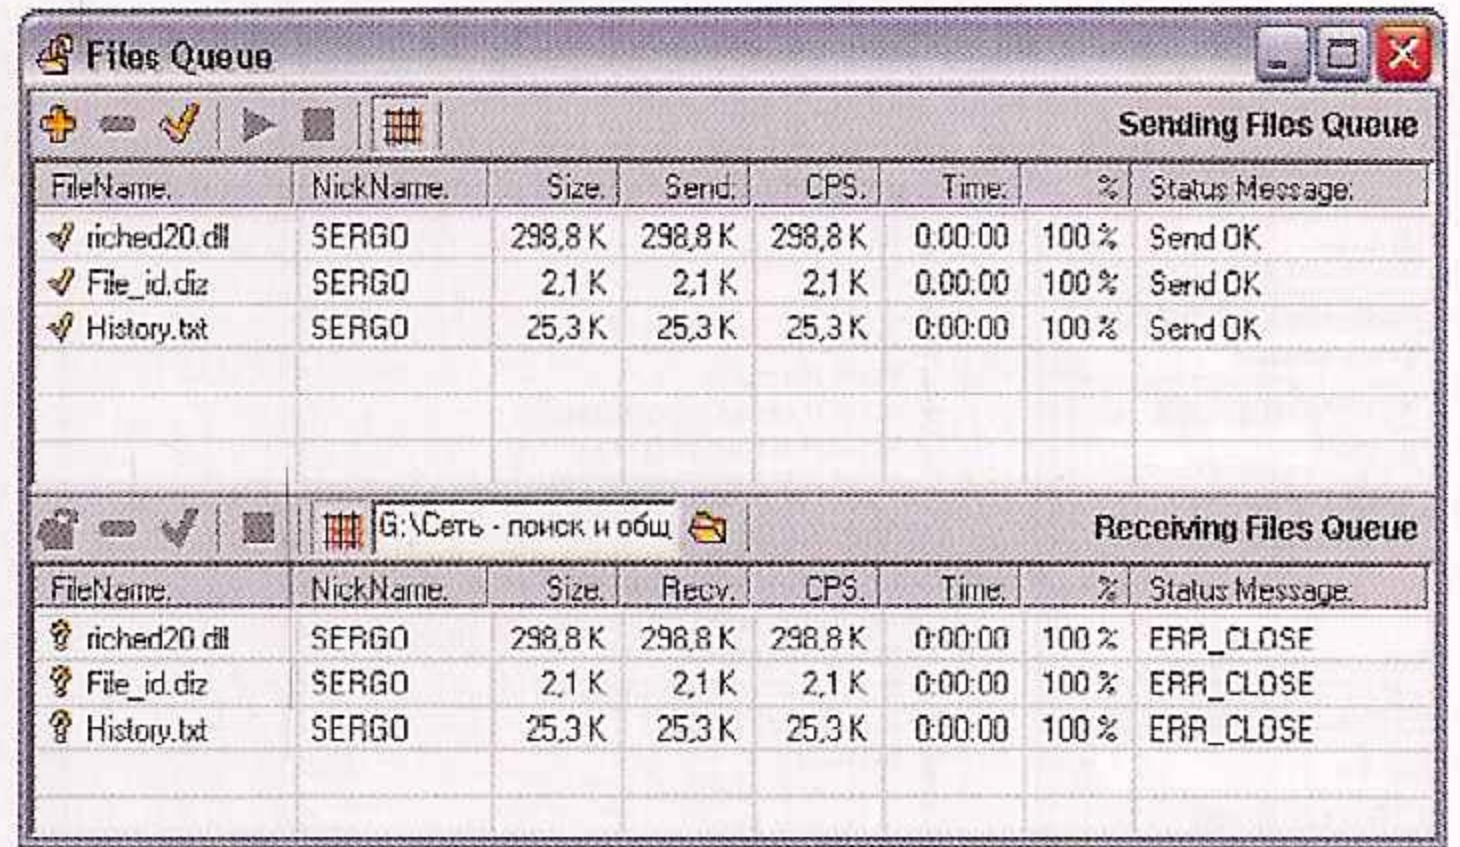 Files Queue
Sending Files Queue
FileName: NickName: Size: Send: CPS: Time: % Status Message:
riched20.dll SERGO 298,8 K 298,8 K 298,8 K 0:00:00 100 % Send OK
File_id.diz SERGO 2,1 K 2,1 K 2,1 K 0:00:00 100 % Send OK
History.txt SERGO 25,3 K 25,3 K 25,3 K 0:00:00 100 % Send OK
G:\Сеть - поиск и общ Receiving Files Queue
FileName: NickName: Size: Recv: CPS: Time: % Status Message:
riched20.dll SERGO 298,8 K 298,8 K 298,8 K 0:00:00 100 % ERR_CLOSE
File_id.diz SERGO 2,1 K 2,1 K 2,1 K 0:00:00 100 % ERR_CLOSE
History.txt SERGO 25,3 K 25,3 K 25,3 K 0:00:00 100 % ERR_CLOSE